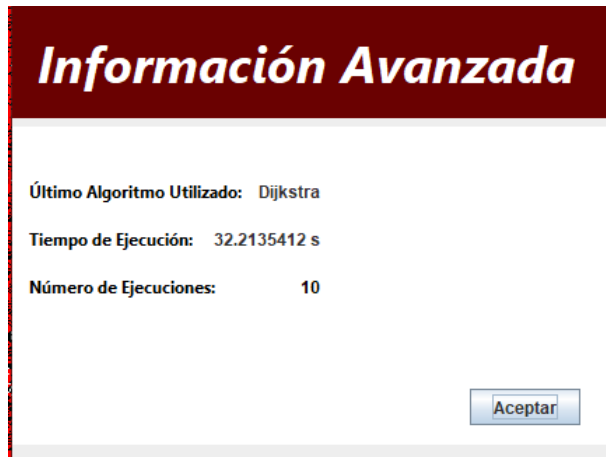 Información Avanzada
Último Algoritmo Utilizado: Dijkstra
Tiempo de Ejecución: 32.2135412 s
Número de Ejecuciones: 10
Aceptar